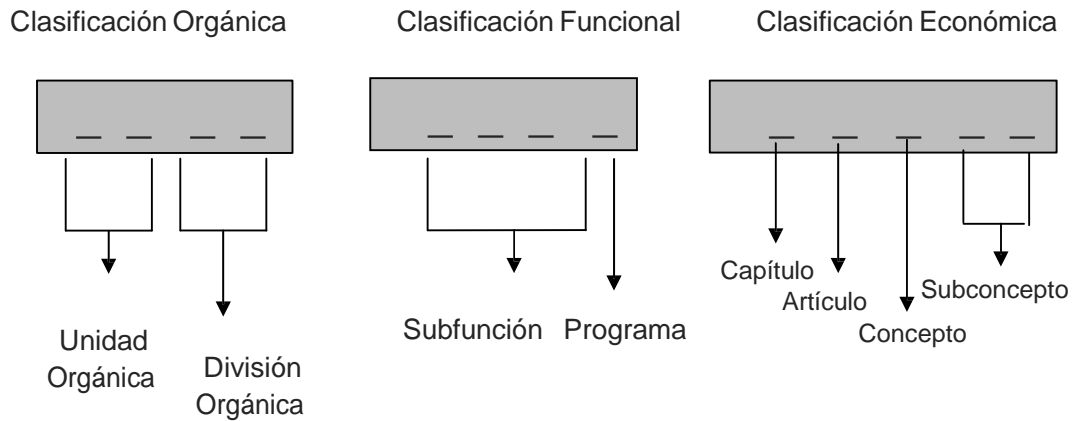 Clasificación Orgánica
Clasificación Funcional
Clasificación Económica
Unidad
Orgánica
División
Orgánica
Subfunción
Programa
Capítulo
Artículo
Concepto
Subconcepto